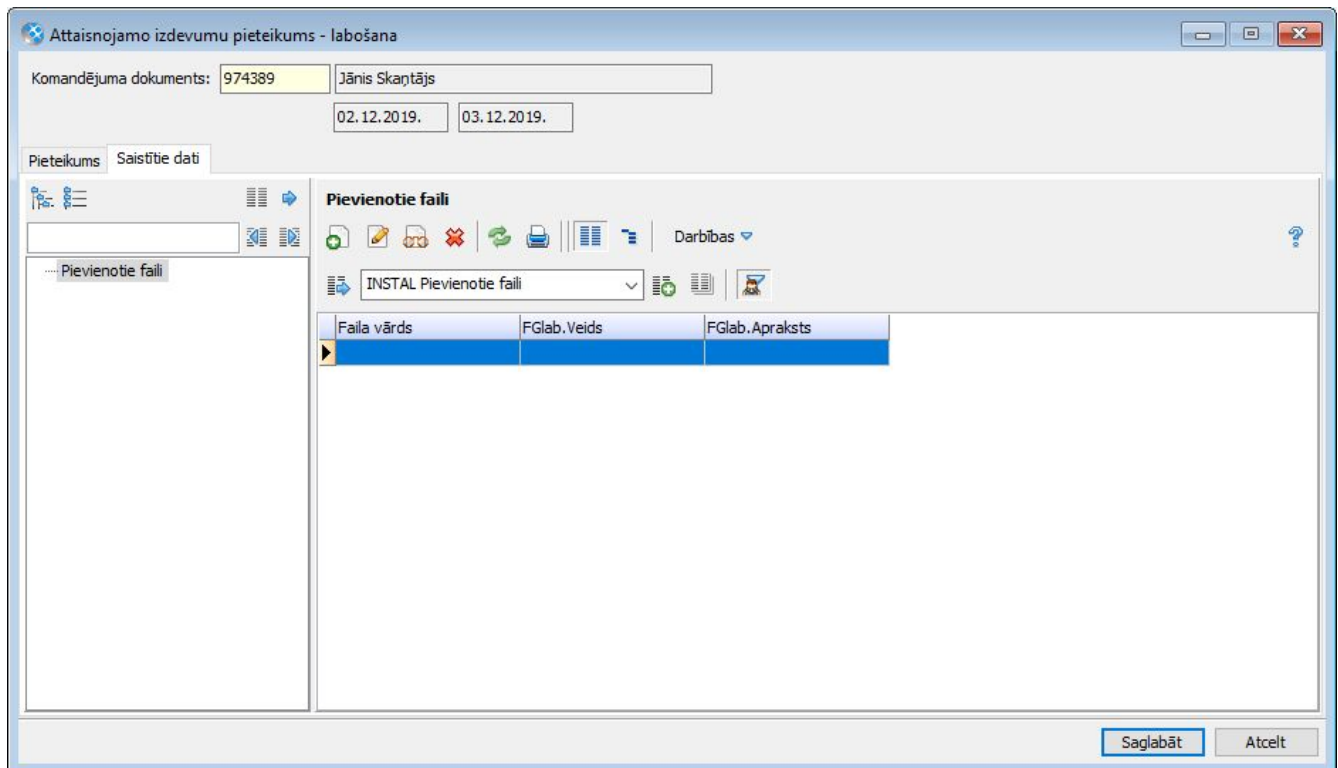 Attaisnojamo izdevumu pieteikums - labošana
Komandējuma dokuments: 974389 Jānis Skaņtājs
02.12.2019. 03.12.2019.
Pieteikums Saistītie dati
Pievienotie faili
Darbības
Pievienotie faili
INSTAL Pievienotie faili
Faila vārds FGlab.Veids FGlab.Apraksts
Saglabāt Atcelt